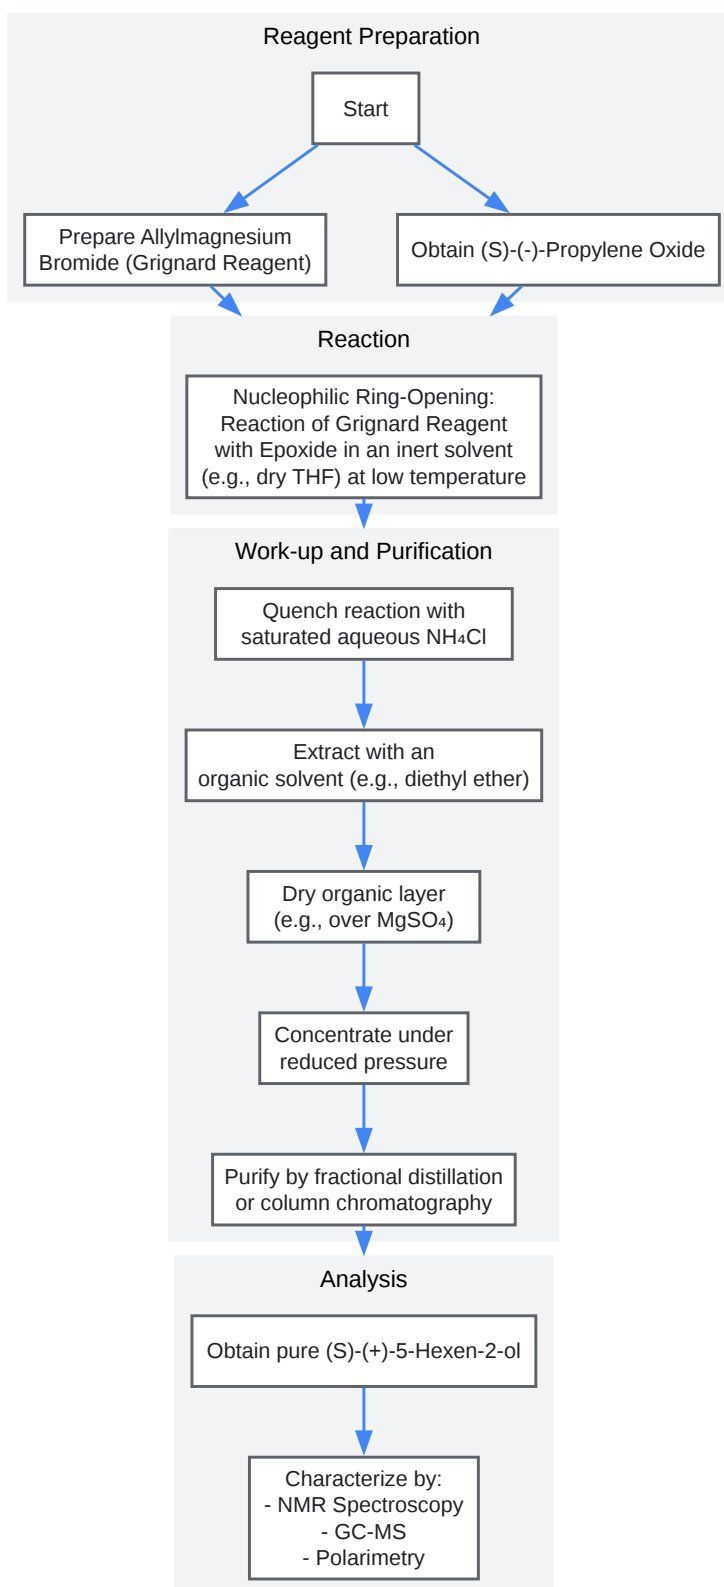 Reagent Preparation
Start
Prepare Allylmagnesium
Bromide (Grignard Reagent)
Obtain (S)-(-)-Propylene Oxide
Reaction
Nucleophilic Ring-Opening:
Reaction of Grignard Reagent
with Epoxide in an inert solvent
(e.g., dry THF) at low temperature
Work-up and Purification
Quench reaction with
saturated aqueous NH₄Cl
Extract with an
organic solvent (e.g., diethyl ether)
Dry organic layer
(e.g., over MgSO₄)
Concentrate under
reduced pressure
Purify by fractional distillation
or column chromatography
Analysis
Obtain pure (S)-(+)-5-Hexen-2-ol
Characterize by:
- NMR Spectroscopy
- GC-MS
- Polarimetry